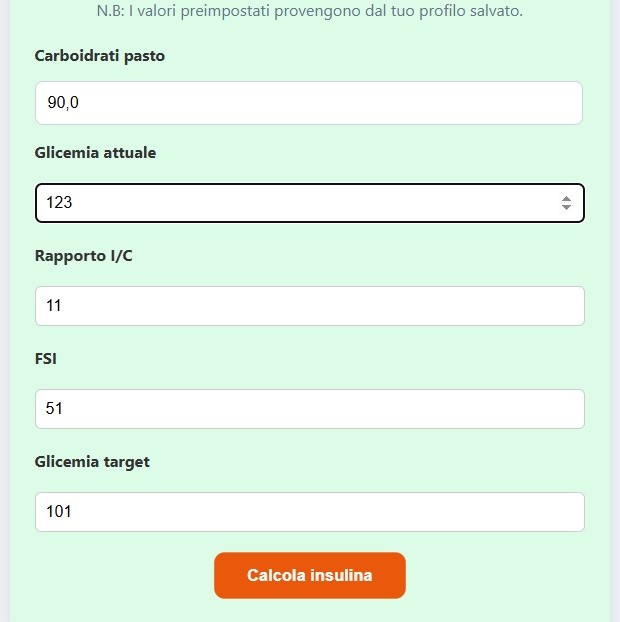 N.B: I valori preimpostati provengono dal tuo profilo salvato.
Carboidrati pasto
90,0
Glicemia attuale
123
Rapporto I/C
11
FSI
51
Glicemia target
101
Calcola insulina